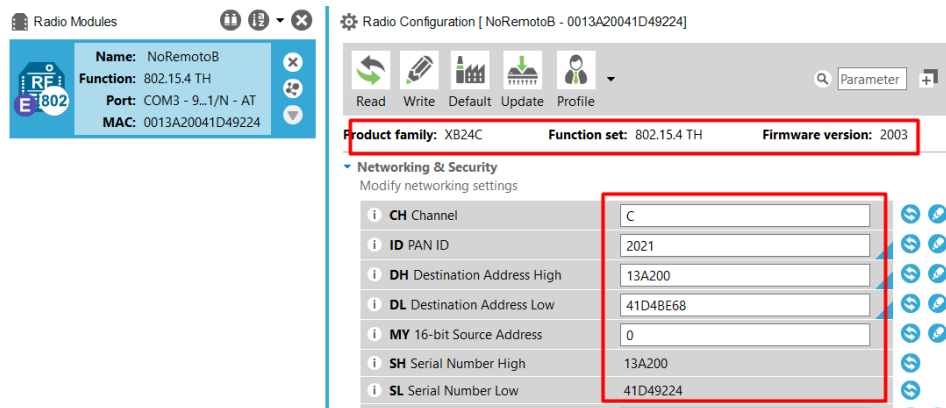 Radio Modules
Name: NoRemotoB
Function: 802.15.4 TH
Port: COM3 - 9...1/N - AT
MAC: 0013A20041D49224
RF
E 802
Radio Configuration [ NoRemotoB - 0013A20041D49224]
Read Write Default Update Profile
Parameter
Product family: XB24C Function set: 802.15.4 TH Firmware version: 2003
Networking & Security
Modify networking settings
i CH Channel C
i ID PAN ID 2021
i DH Destination Address High 13A200
i DL Destination Address Low 41D4BE68
i MY 16-bit Source Address 0
i SH Serial Number High 13A200
i SL Serial Number Low 41D49224